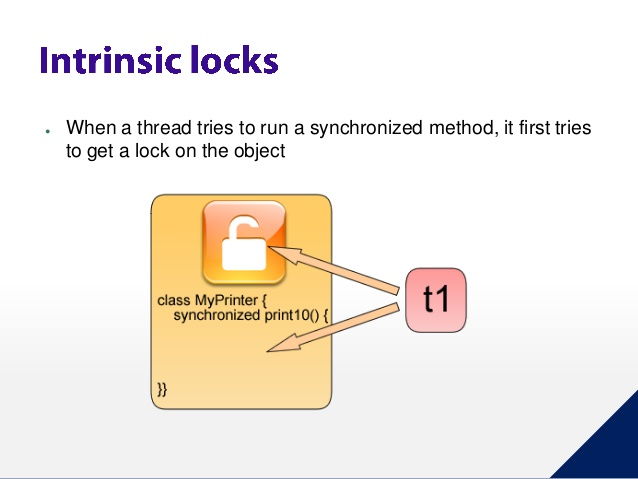 Intrinsic locks
When a thread tries to run a synchronized method, it first tries
to get a lock on the object
class MyPrinter {
synchronized print10() {
t1
}}